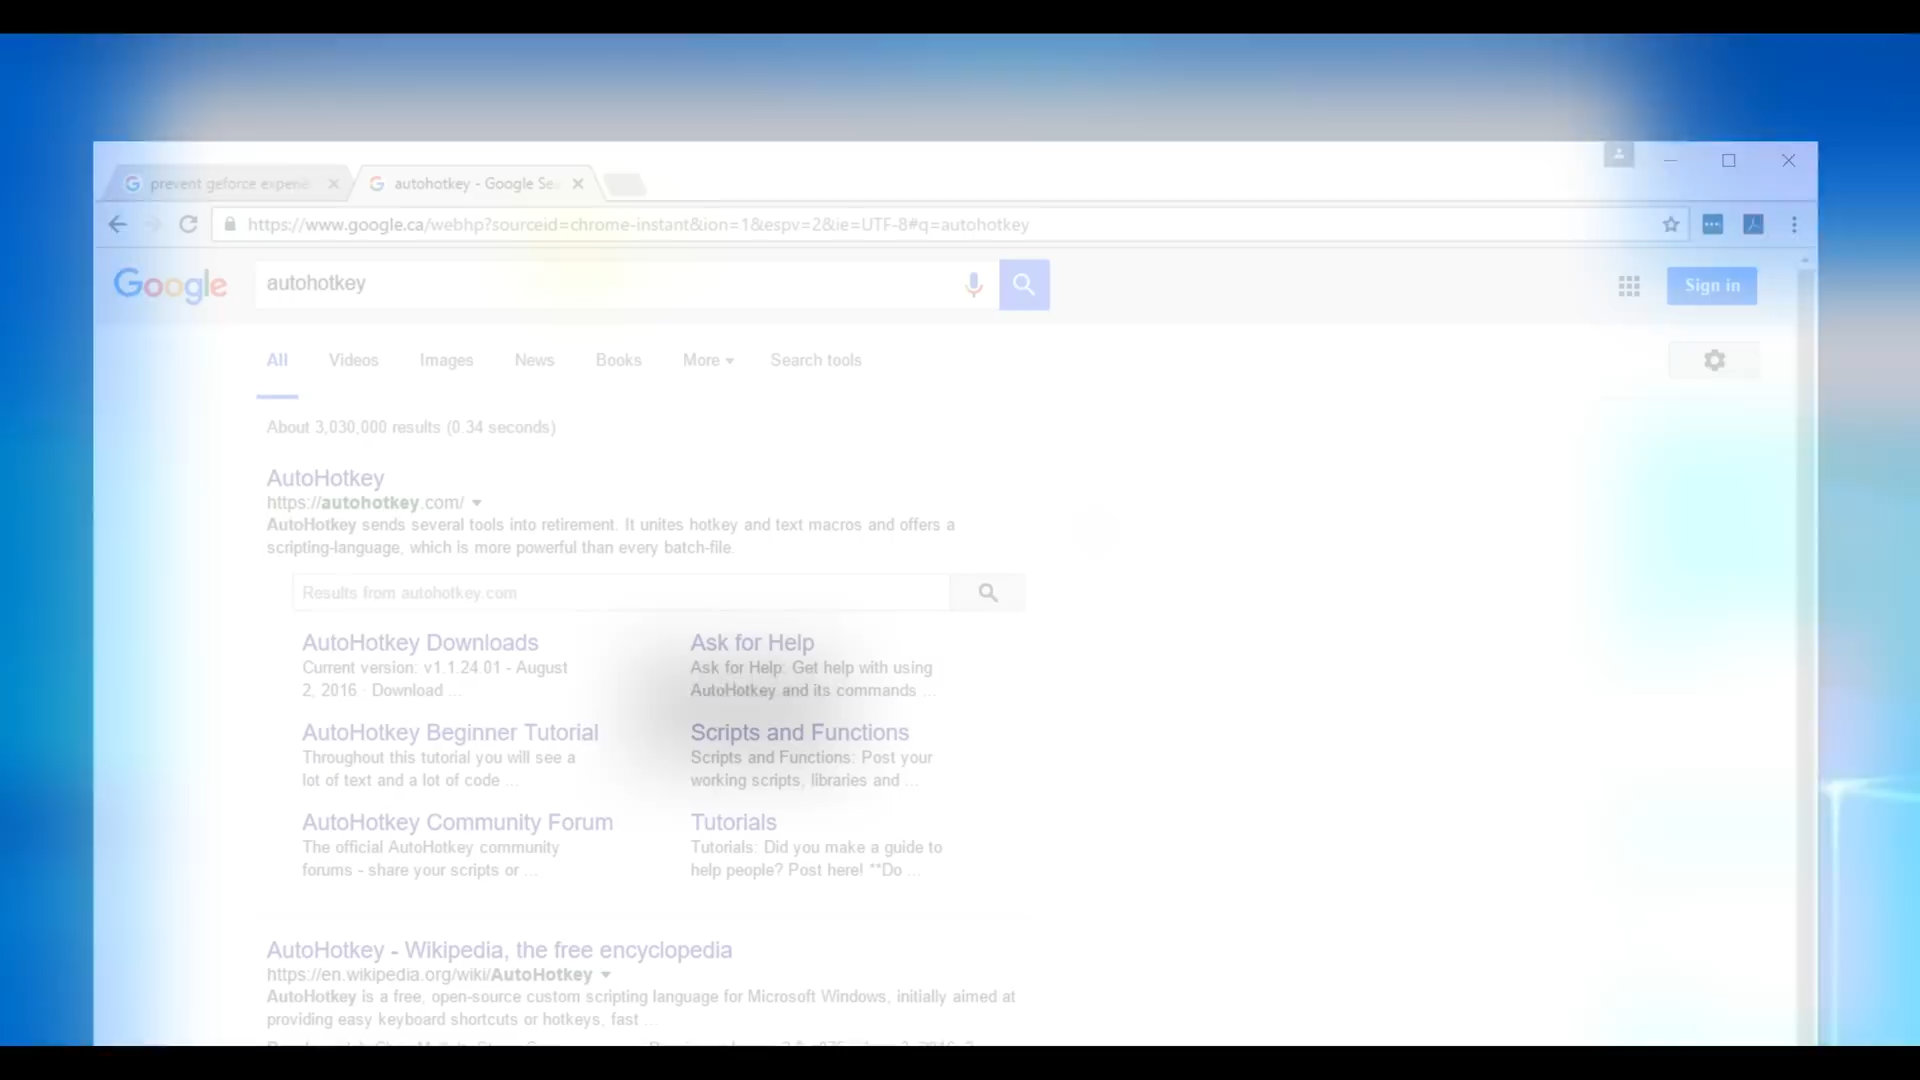 prevent geforce experie
autohotkey - Google Se
https://www.google.ca/webhp?sourceid=chrome-instant&ion=1&espv=2&ie=UTF-8#q=autohotkey
Google
autohotkey
Sign in
All Videos Images News Books More Search tools
About 3,030,000 results (0.34 seconds)
AutoHotkey
https://autohotkey.com/
AutoHotkey sends several tools into retirement. It unites hotkey and text macros and offers a
scripting-language, which is more powerful than every batch-file.
Results from autohotkey.com
AutoHotkey Downloads
Current version: v1.1.24.01 - August
2, 2016 · Download ...
Ask for Help
Ask for Help: Get help with using
AutoHotkey and its commands ...
AutoHotkey Beginner Tutorial
Throughout this tutorial you will see a
lot of text and a lot of code ...
Scripts and Functions
Scripts and Functions: Post your
working scripts, libraries and ...
AutoHotkey Community Forum
The official AutoHotkey community
forums - share your scripts or ...
Tutorials
Tutorials: Did you make a guide to
help people? Post here! **Do ...
AutoHotkey - Wikipedia, the free encyclopedia
https://en.wikipedia.org/wiki/AutoHotkey
AutoHotkey is a free, open-source custom scripting language for Microsoft Windows, initially aimed at
providing easy keyboard shortcuts or hotkeys, fast ...